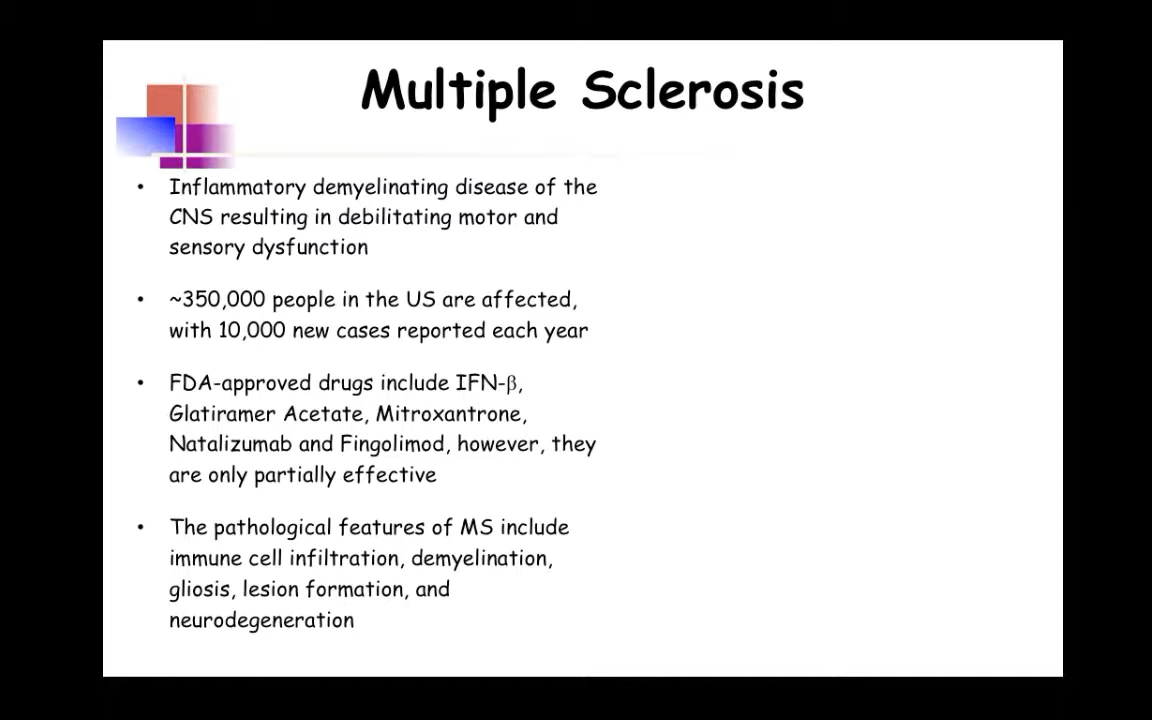 Multiple Sclerosis
• Inflammatory demyelinating disease of the
CNS resulting in debilitating motor and
sensory dysfunction
• ~350,000 people in the US are affected,
with 10,000 new cases reported each year
• FDA-approved drugs include IFN-β,
Glatiramer Acetate, Mitroxantrone,
Natalizumab and Fingolimod, however, they
are only partially effective
• The pathological features of MS include
immune cell infiltration, demyelination,
gliosis, lesion formation, and
neurodegeneration